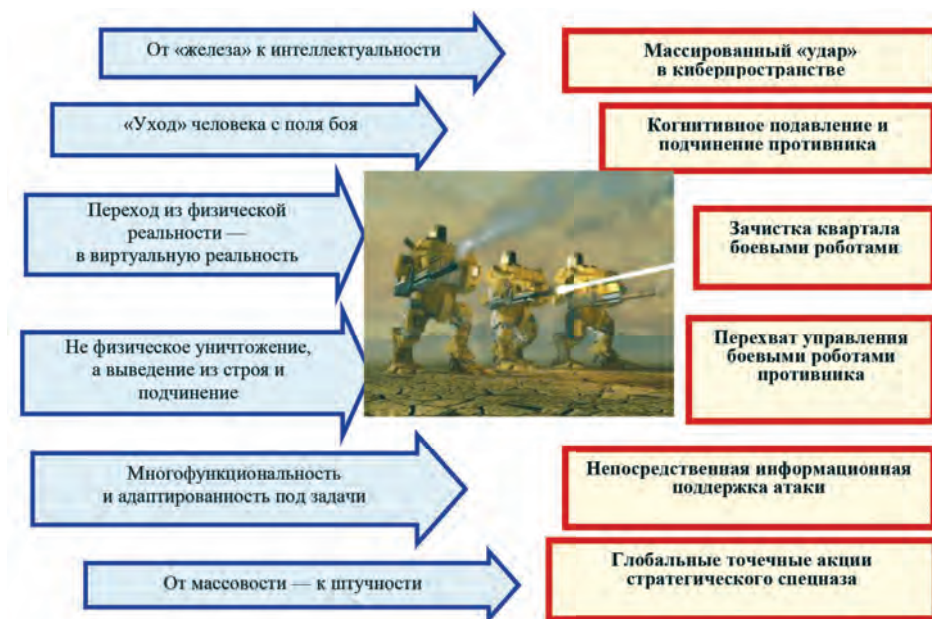 От «железа» к интеллектуальности
Массированный «удар»
в киберпространстве
«Уход» человека с поля боя
Когнитивное подавление и
подчинение противника
Переход из физической
реальности —
в виртуальную реальность
Зачистка квартала
боевыми роботами
Не физическое уничтожение,
а выведение из строя и
подчинение
Перехват управления
боевыми роботами
противника
Многофункциональность
и адаптированность под задачи
Непосредственная информационная
поддержка атаки
От массовости — к штучности
Глобальные точечные акции
стратегического спецназа